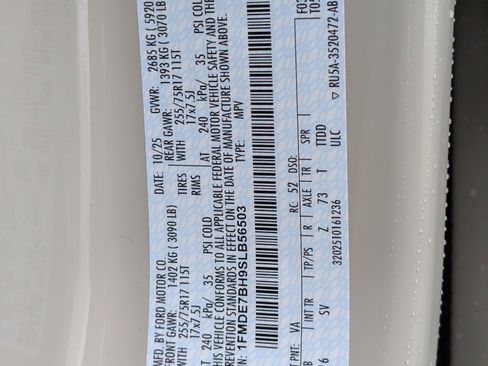 MFD. BY FORD MOTOR CO.
DATE: 10/25 GVWR: 2685 KG ( 5920
FRONT GAWR: 1402 KG ( 3090 LB)
REAR GAWR: 1393 KG ( 3070 LB
WITH 255/75R17 115T TIRES
WITH 255/75R17 115T
17x7.5J RIMS
17x7.5J
AT 240 kPa/ 35 PSI COLD
AT 240 kPa/ 35 PSI COLD
THIS VEHICLE CONFORMS TO ALL APPLICABLE FEDERAL MOTOR VEHICLE SAFETY AND THE
PREVENTION STANDARDS IN EFFECT ON THE DATE OF MANUFACTURE SHOWN ABOVE.
VIN: 1FMDE7BH9SLB56503 TYPE: MPV
EXT PNT: VA RC: 52 DSO:
INT TR TP/PS R AXLE TR SPR
SV Z 73 T TTDD
ULC
3202510161236
▽ RU5A-3520472-AB